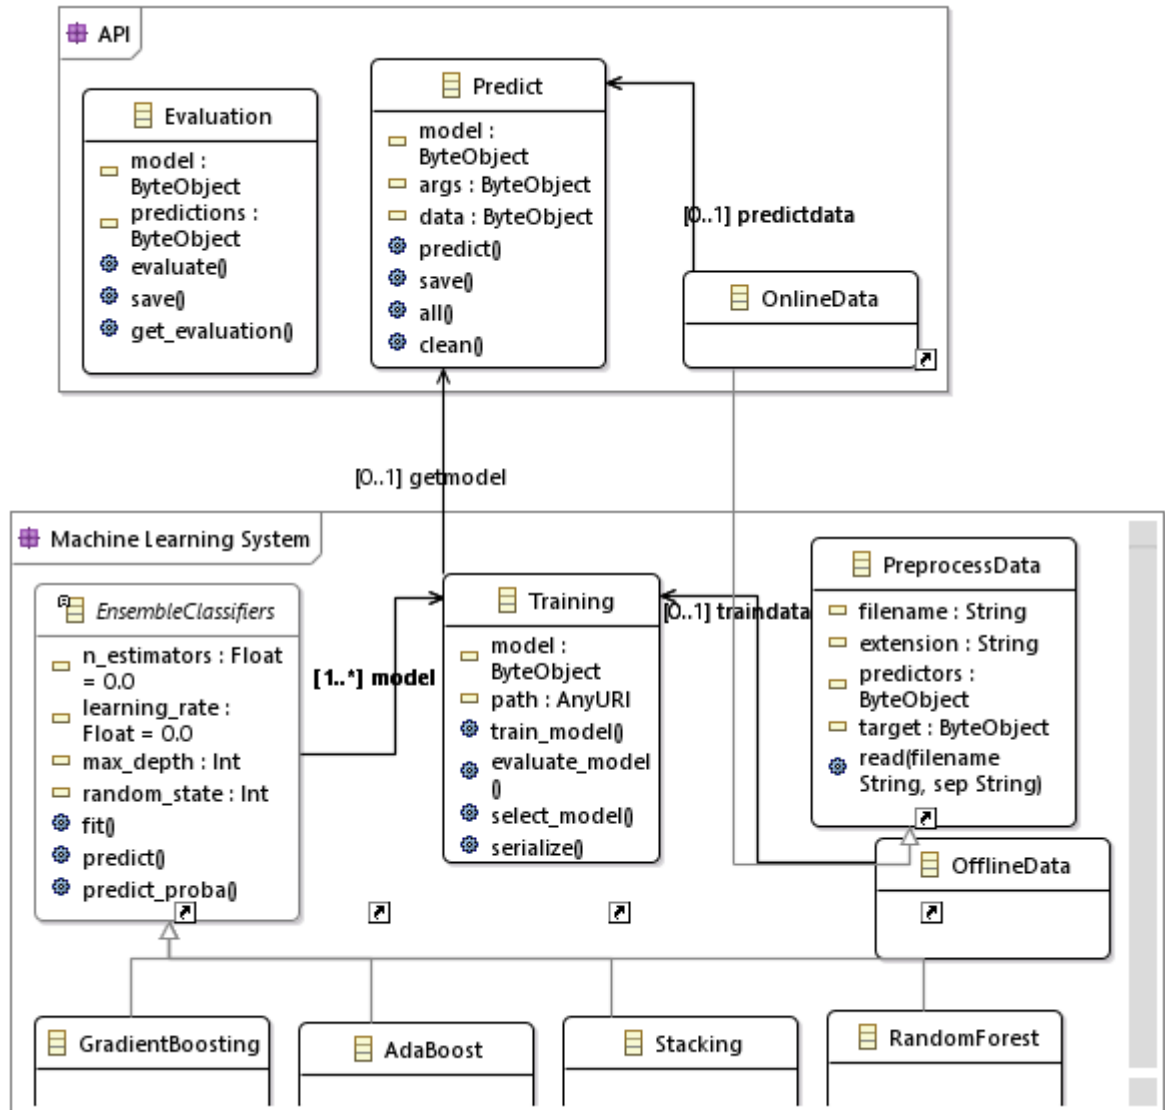 API
Evaluation
model :
ByteObject
predictions :
ByteObject
evaluate()
save()
get_evaluation()
Predict
model :
ByteObject
args : ByteObject
data : ByteObject
predict()
save()
all()
clean()
[0..1] predictdata
OnlineData
[0..1] getmodel
Machine Learning System
EnsembleClassifiers
n_estimators : Float
= 0.0
learning_rate :
Float = 0.0
max_depth : Int
random_state : Int
fit()
predict()
predict_proba()
[1..*] model
Training
model :
ByteObject
path : AnyURI
train_model()
evaluate_model
()
select_model()
serialize()
[0..1] traindata
PreprocessData
filename : String
extension : String
predictors :
ByteObject
target : ByteObject
read(filename
String, sep String)
OfflineData
GradientBoosting
AdaBoost
Stacking
RandomForest